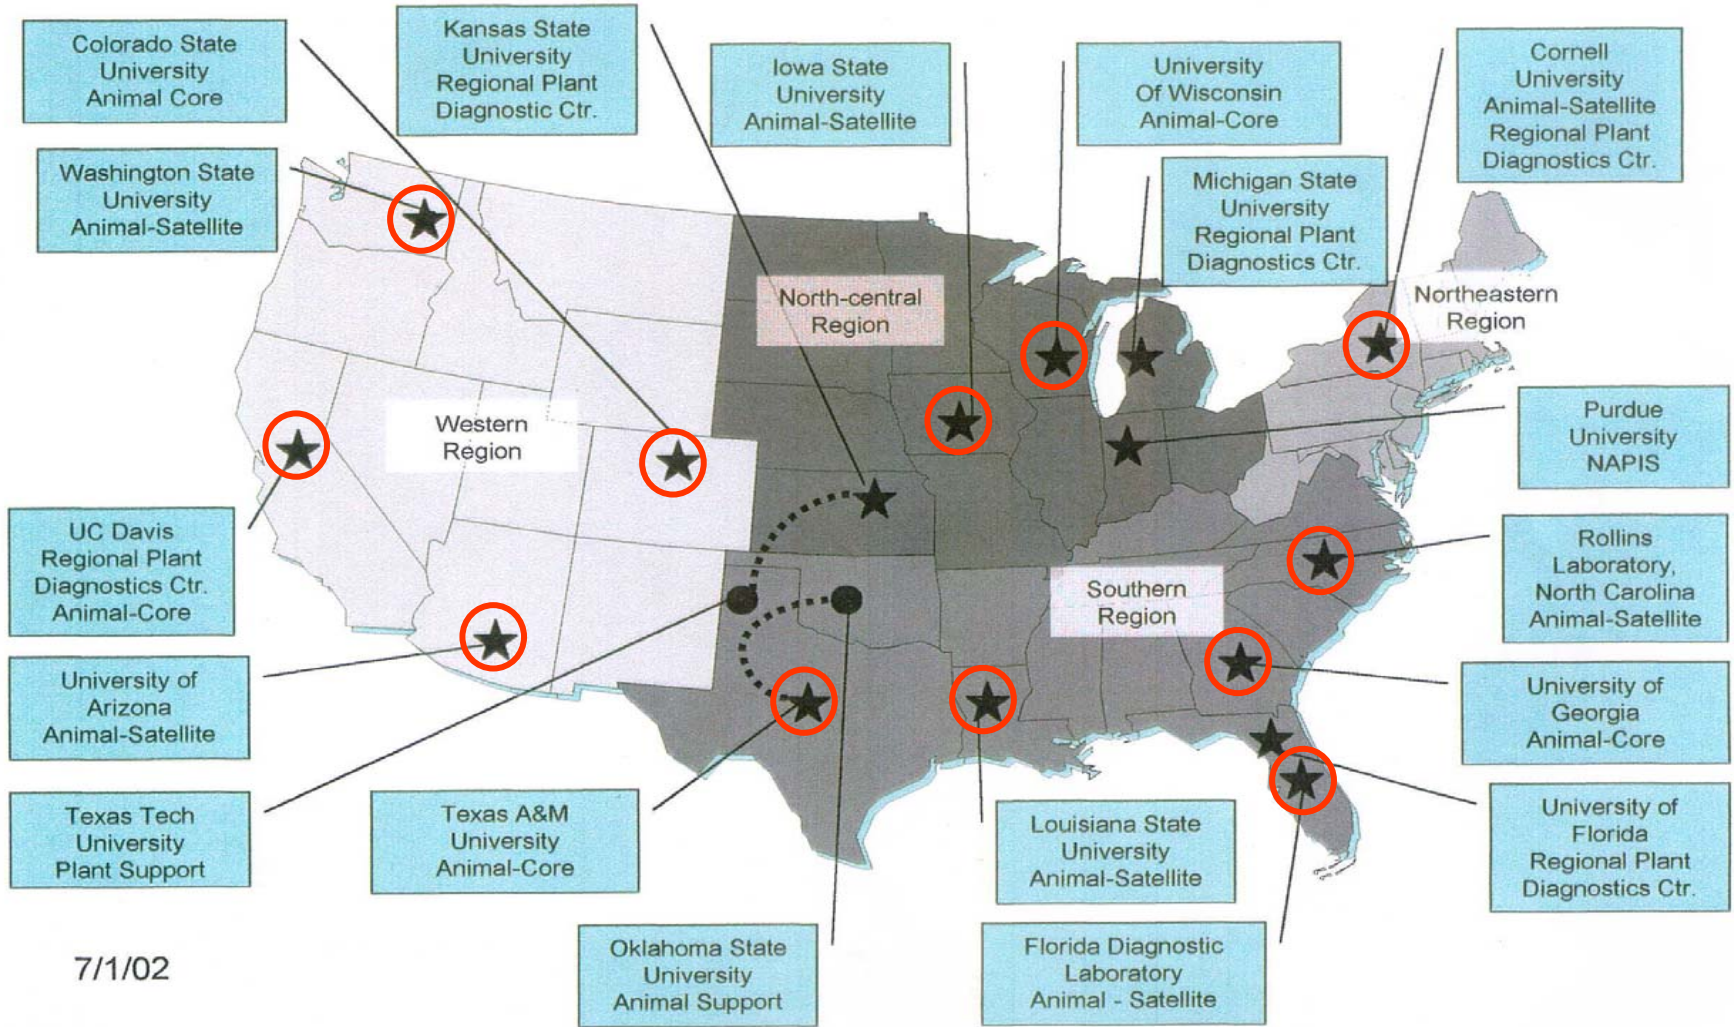 Colorado State
University
Animal Core
Kansas State
University
Regional Plant
Diagnostic Ctr.
Iowa State
University
Animal-Satellite
University
Of Wisconsin
Animal-Core
Cornell
University
Animal-Satellite
Regional Plant
Diagnostics Ctr.
Washington State
University
Animal-Satellite
Michigan State
University
Regional Plant
Diagnostics Ctr.
North-central
Region
Northeastern
Region
Western
Region
Purdue
University
NAPIS
UC Davis
Regional Plant
Diagnostics Ctr.
Animal-Core
Southern
Region
Rollins
Laboratory,
North Carolina
Animal-Satellite
University of
Arizona
Animal-Satellite
University of
Georgia
Animal-Core
Texas Tech
University
Plant Support
Texas A&M
University
Animal-Core
Louisiana State
University
Animal-Satellite
University of
Florida
Regional Plant
Diagnostics Ctr.
Oklahoma State
University
Animal Support
Florida Diagnostic
Laboratory
Animal - Satellite
7/1/02